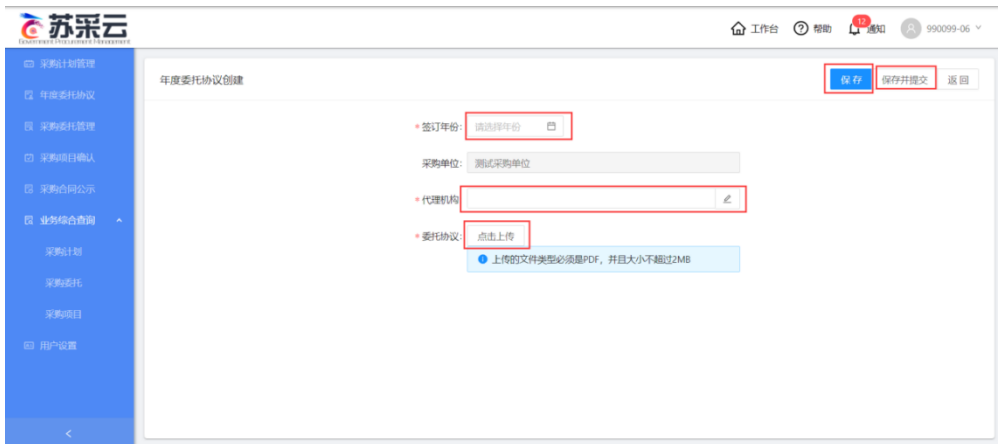 苏采云
Government Procurement Management
工作台
帮助
12
通知
990099-06
采购计划管理
年度委托协议
采购委托管理
采购项目确认
采购合同公示
业务综合查询
采购计划
采购委托
采购项目
用户设置
年度委托协议创建
保存
保存并提交
返回
* 签订年份:
请选择年份
采购单位:
测试采购单位
* 代理机构
* 委托协议:
点击上传
上传的文件类型必须是PDF，并且大小不超过2MB